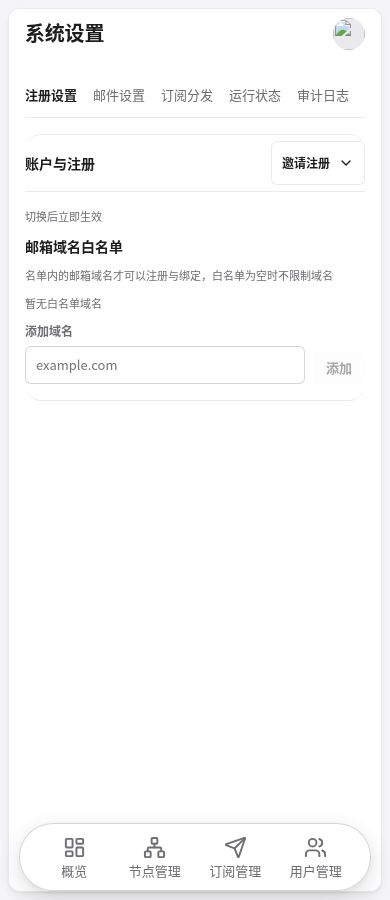 系统设置
注册设置 邮件设置 订阅分发 运行状态 审计日志
账户与注册
邀请注册
切换后立即生效
邮箱域名白名单
名单内的邮箱域名才可以注册与绑定，白名单为空时不限制域名
暂无白名单域名
添加域名
example.com
添加
概览 节点管理 订阅管理 用户管理